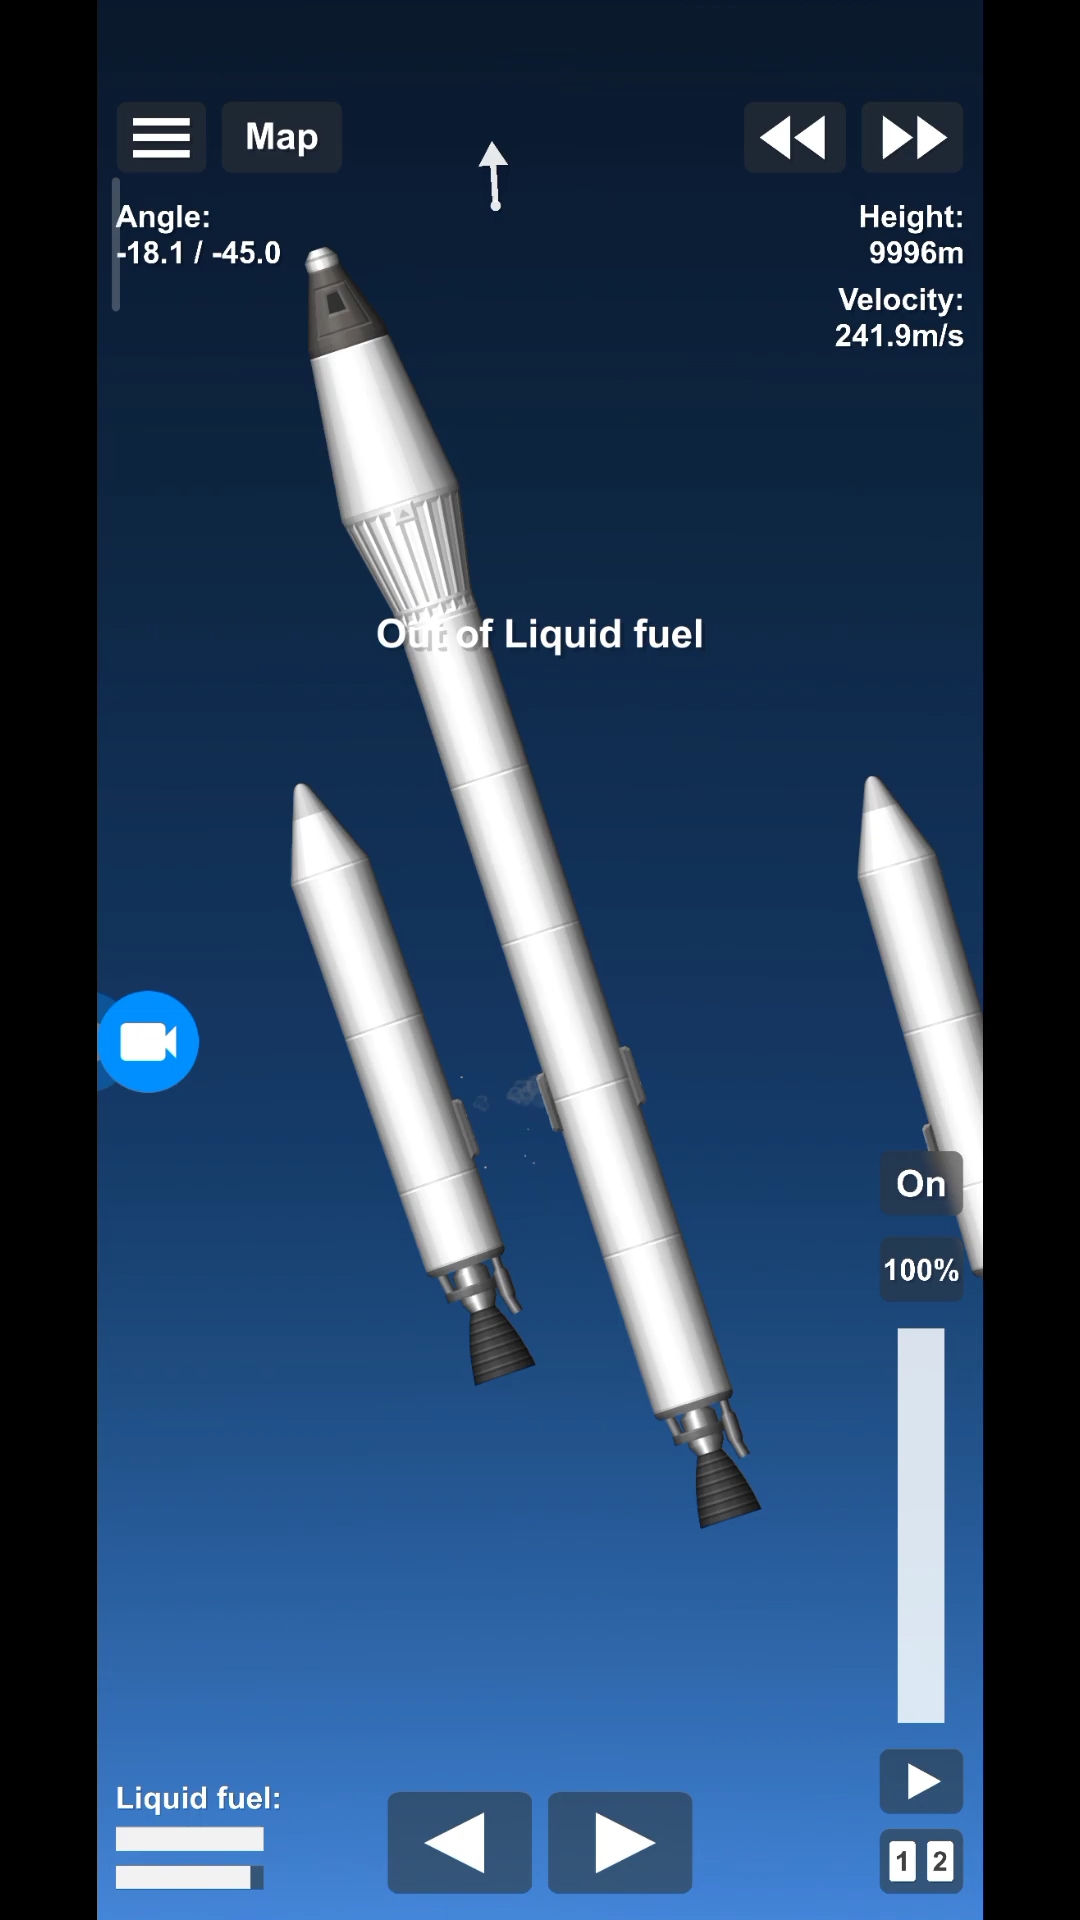 Map
Angle:
-18.1 / -45.0
Height:
9996m
Velocity:
241.9m/s
Out of Liquid fuel
On
100%
Liquid fuel:
1 2